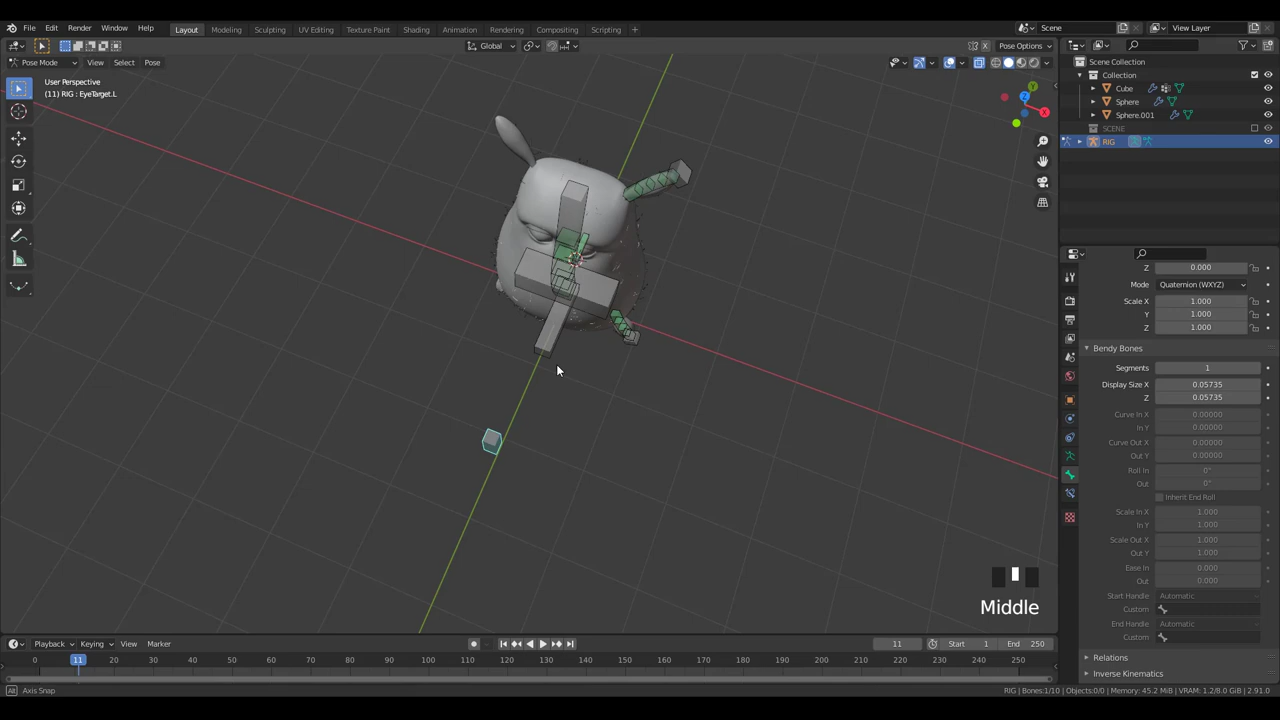 File Edit Render Window Help Layout Modeling Sculpting UV Editing Texture Paint Shading Animation Rendering Compositing Scripting + Scene View Layer
Global Pose Options
Pose Mode View Select Pose
User Perspective
(11) RIG : EyeTarget.L
Scene Collection
Collection
Cube
Sphere
Sphere.001
SCENE
RIG
Z 0.000
Mode Quaternion (WXYZ)
Scale X 1.000
Y 1.000
Z 1.000
Bendy Bones
Segments 1
Display Size X 0.05735
Z 0.05735
Curve In X 0.00000
In Y 0.00000
Curve Out X 0.00000
Out Y 0.00000
Roll In 0°
Out 0°
Inherit End Roll
Scale In X 1.000
In Y 1.000
Scale Out X 1.000
Out Y 1.000
Ease In 0.000
Out 0.000
Start Handle Automatic
Custom
End Handle Automatic
Custom
Relations
Inverse Kinematics
Z
Y
X
Middle
Playback Keying View Marker 11 Start 1 End 250
0 11 20 30 40 50 60 70 80 90 100 110 120 130 140 150 160 170 180 190 200 210 220 230 240 250
Alt Axis Snap RIG | Bones:1/10 | Objects:0/0 | Memory: 45.2 MiB | VRAM: 1.2/8.0 GiB | 2.91.0